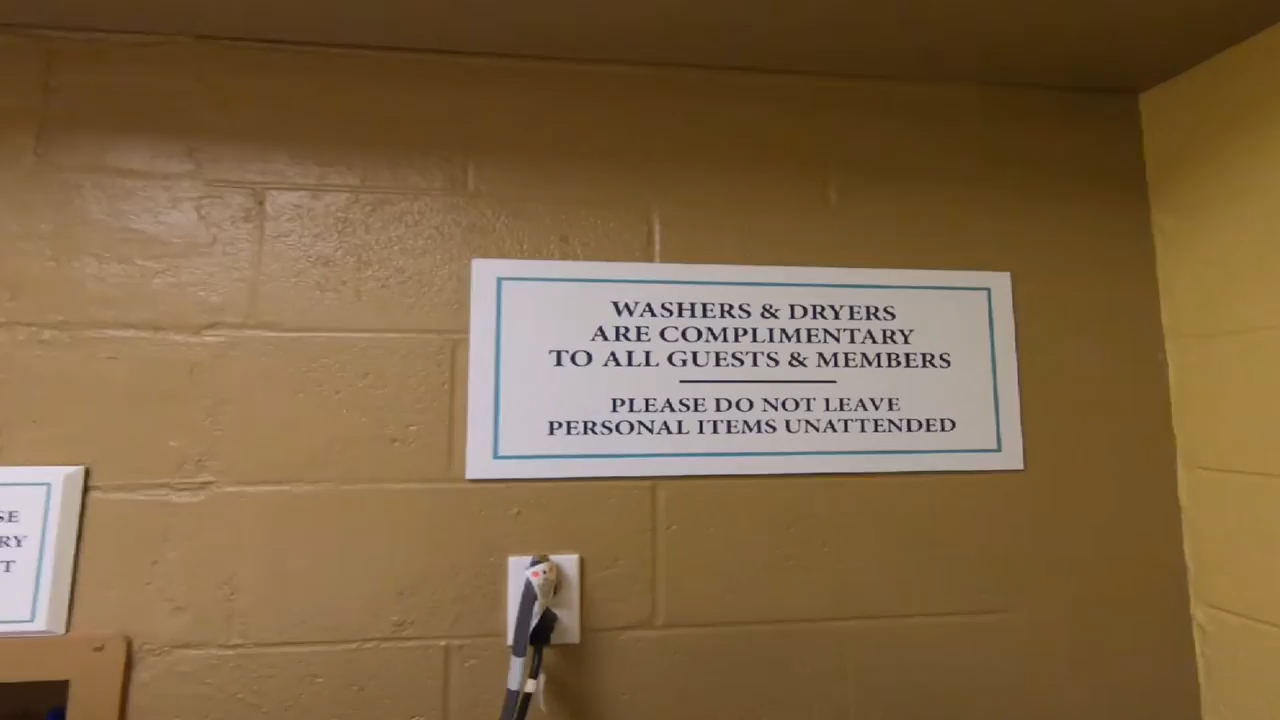 WASHERS & DRYERS
ARE COMPLIMENTARY
TO ALL GUESTS & MEMBERS
PLEASE DO NOT LEAVE
PERSONAL ITEMS UNATTENDED